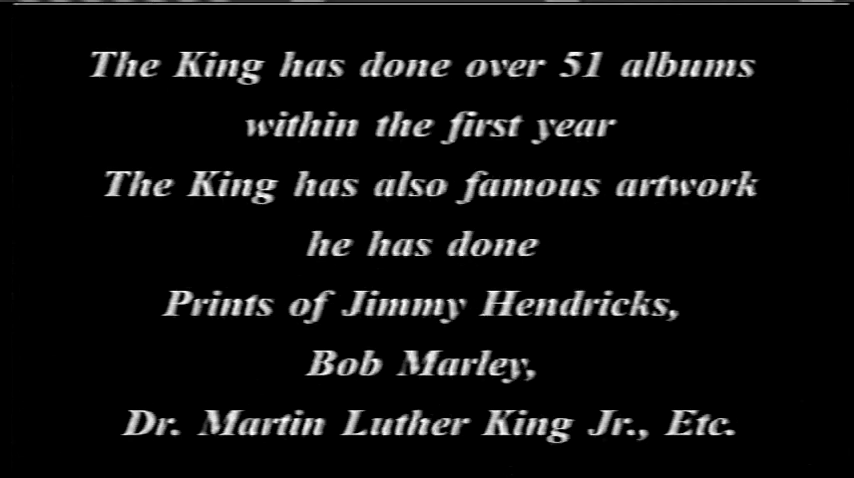 The King has done over 51 albums
within the first year
The King has also famous artwork
he has done
Prints of Jimmy Hendricks,
Bob Marley,
Dr. Martin Luther King Jr., Etc.